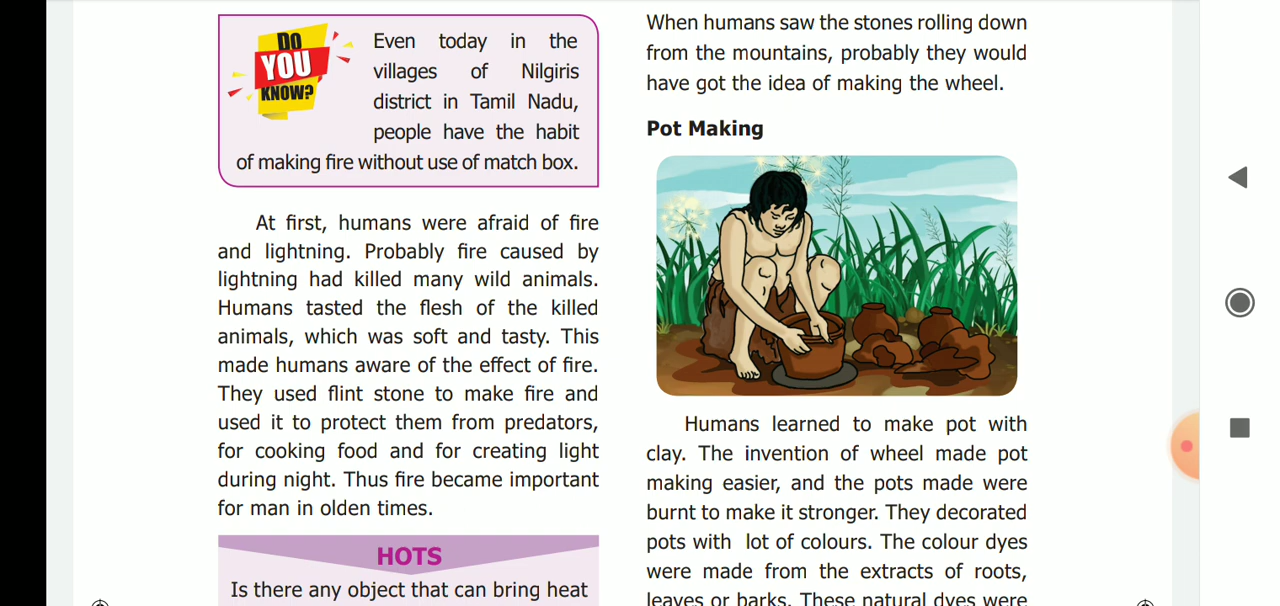 DO
YOU
KNOW?
Even today in the
villages of Nilgiris
district in Tamil Nadu,
people have the habit
of making fire without use of match box.
At first, humans were afraid of fire
and lightning. Probably fire caused by
lightning had killed many wild animals.
Humans tasted the flesh of the killed
animals, which was soft and tasty. This
made humans aware of the effect of fire.
They used flint stone to make fire and
used it to protect them from predators,
for cooking food and for creating light
during night. Thus fire became important
for man in olden times.
HOTS
Is there any object that can bring heat
When humans saw the stones rolling down
from the mountains, probably they would
have got the idea of making the wheel.
Pot Making
Humans learned to make pot with
clay. The invention of wheel made pot
making easier, and the pots made were
burnt to make it stronger. They decorated
pots with lot of colours. The colour dyes
were made from the extracts of roots,
leaves or barks. These natural dyes were